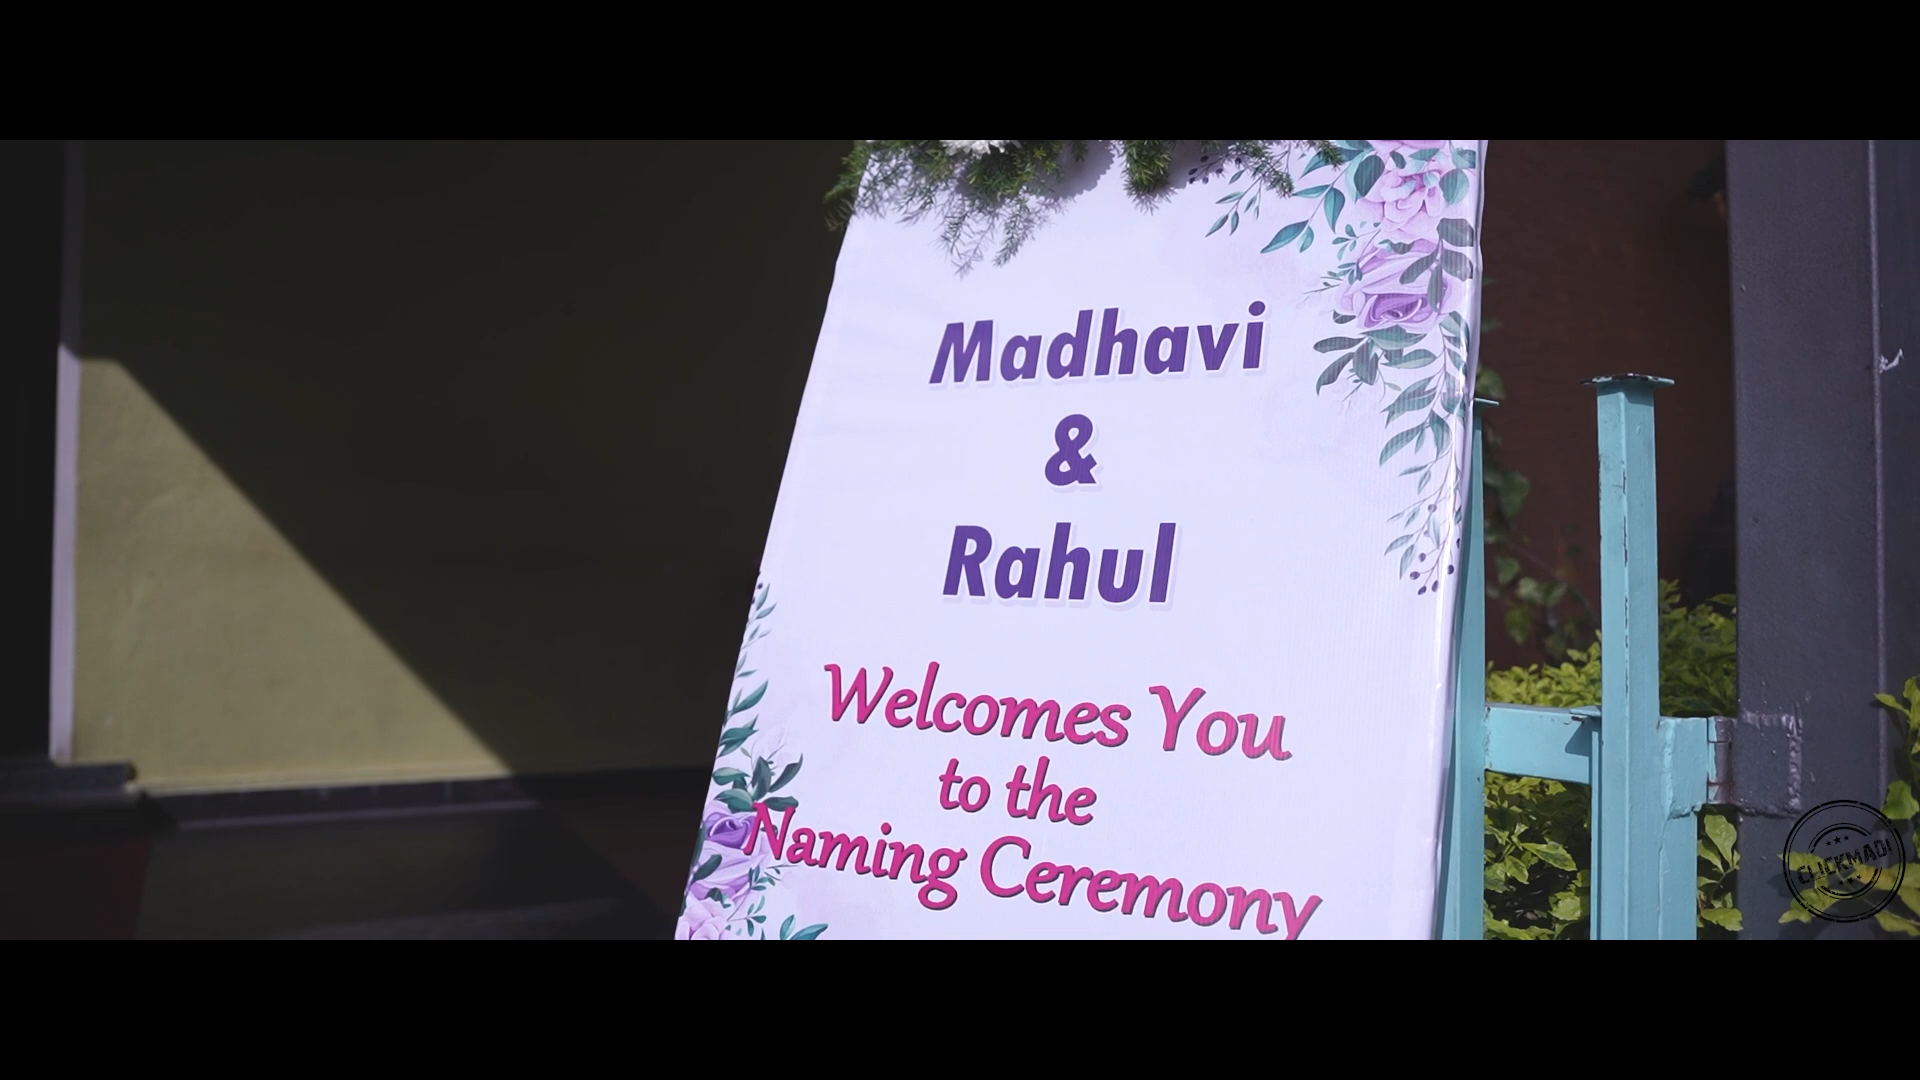 Madhavi
&
Rahul
Welcomes You
to the
Naming Ceremony
CLICKMADI